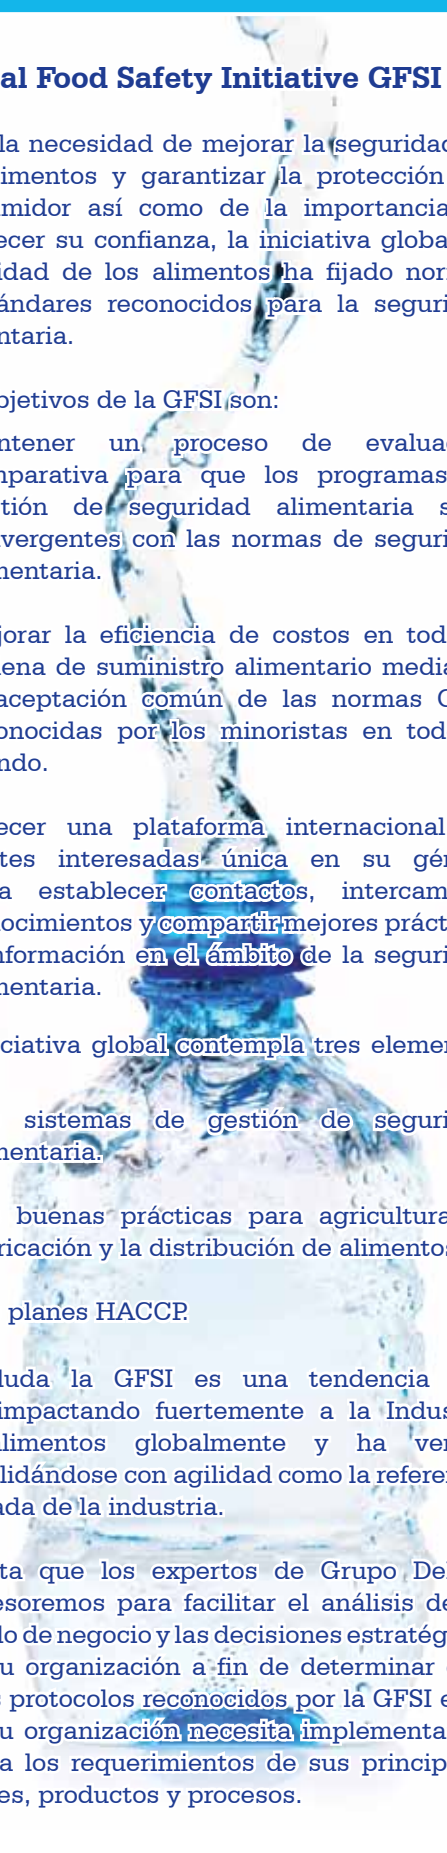 al Food Safety Initiative GFSI
la necesidad de mejorar la seguridad
imentos y garantizar la protección
midor así como de la importancia
ecer su confianza, la iniciativa globa
idad de los alimentos ha fijado nor
ándares reconocidos para la seguri
ntaria.
bjetivos de la GFSI son:
ntener un proceso de evalua
mparativa para que los programas
tión de seguridad alimentaria s
vergentes con las normas de seguri
mentaria.
jorar la eficiencia de costos en tod
lena de suministro alimentario media
aceptación común de las normas G
onocidas por los minoristas en tod
ndo.
ecer una plataforma internacional
tes interesadas única en su gén
a establecer contactos, intercam
nocimientos y compartir mejores práct
nformación en el ámbito de la seguri
mentaria.
ciativa global contempla tres elemen
sistemas de gestión de seguri
mentaria.
buenas prácticas para agricultura
ricación y la distribución de alimentos
planes HACCP.
duda la GFSI es una tendencia
impactando fuertemente a la Indus
alimentos globalmente y ha ven
lidándose con agilidad como la referen
ada de la industria.
ta que los expertos de Grupo Del
esoremos para facilitar el análisis de
lo de negocio y las decisiones estratég
u organización a fin de determinar
s protocolos reconocidos por la GFSI e
u organización necesita implementa
a los requerimientos de sus princip
es, productos y procesos.